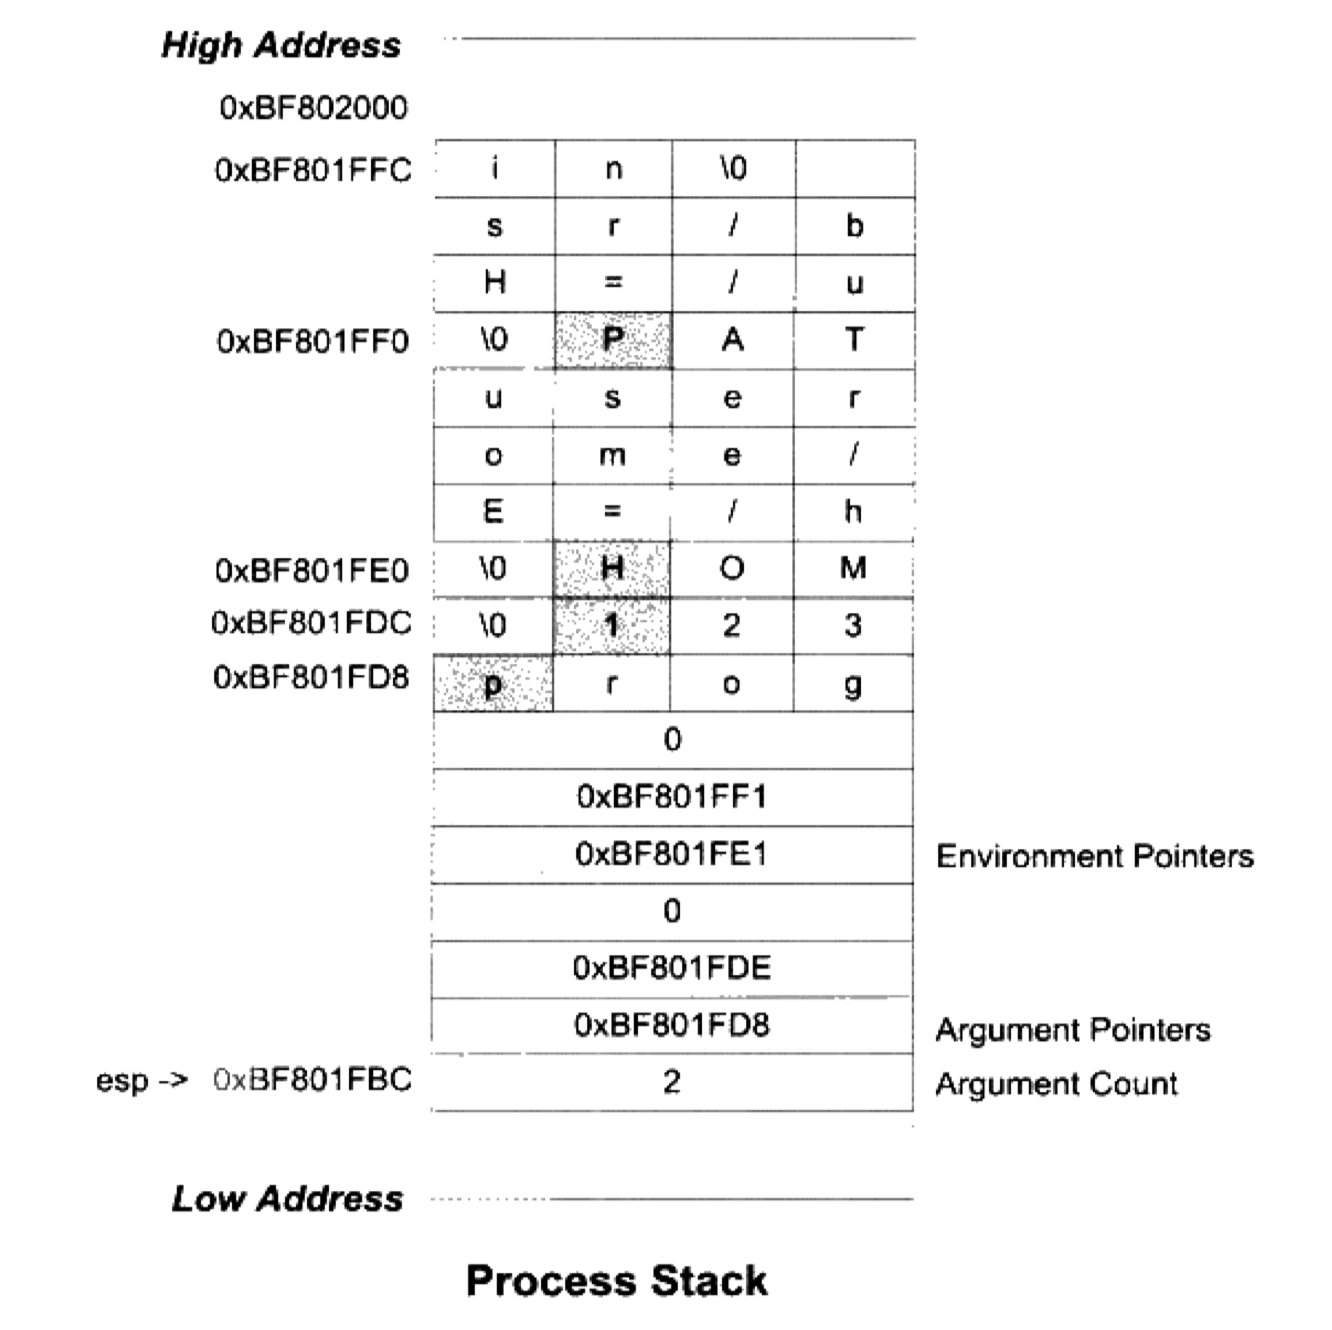 High Address
0xBF802000
0xBF801FFC i n \0
s r / b
H = / u
0xBF801FF0 \0 P A T
u s e r
o m e /
E = / h
0xBF801FE0 \0 H O M
0xBF801FDC \0 1 2 3
0xBF801FD8 p r o g
0
0xBF801FF1
0xBF801FE1 Environment Pointers
0
0xBF801FDE
0xBF801FD8 Argument Pointers
esp -> 0xBF801FBC 2 Argument Count
Low Address
Process Stack